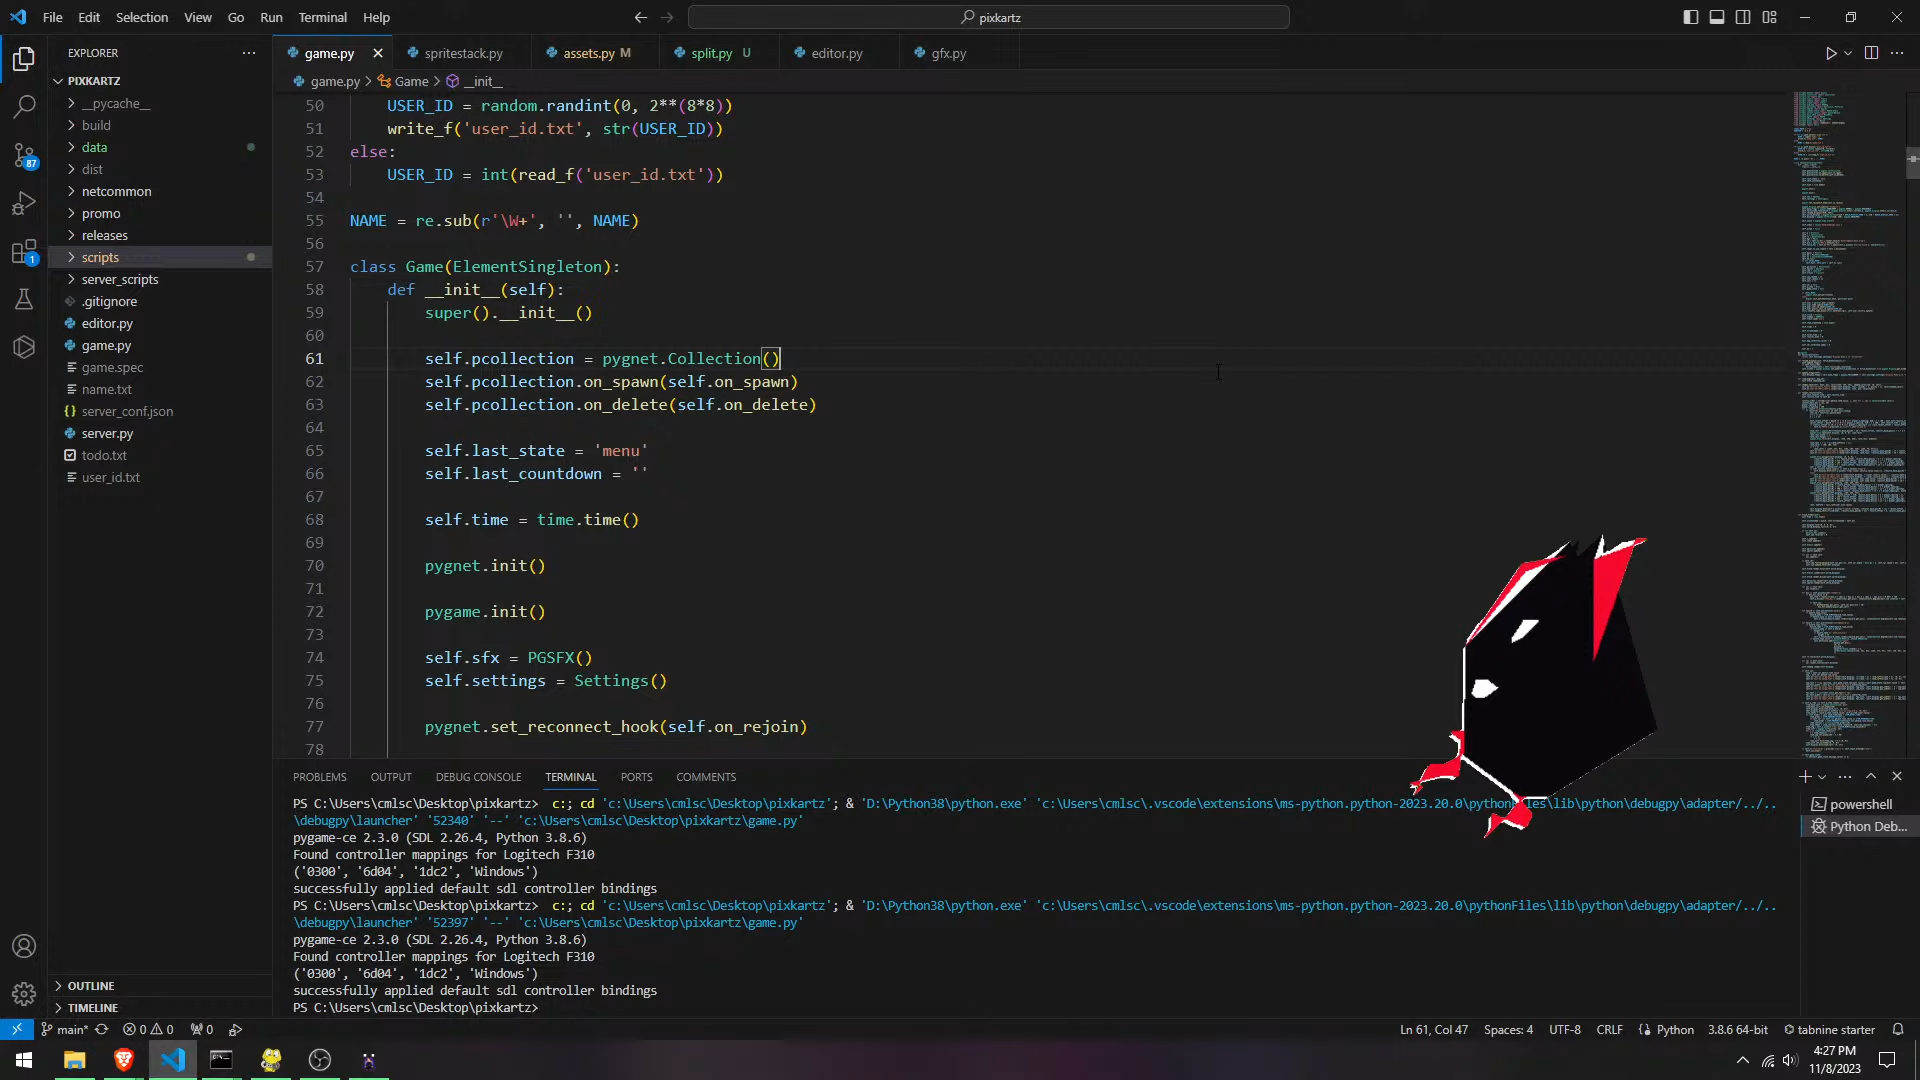 File Edit Selection View Go Run Terminal Help
pixkartz
EXPLORER
game.py
spritestack.py
assets.py M
split.py U
editor.py
gfx.py
PIXKARTZ
game.py > Game > __init__
__pycache__
build
data
dist
netcommon
promo
releases
scripts
server_scripts
.gitignore
editor.py
game.py
game.spec
name.txt
server_conf.json
server.py
todo.txt
user_id.txt
87
1
50 USER_ID = random.randint(0, 2**(8*8))
51 write_f('user_id.txt', str(USER_ID))
52 else:
53 USER_ID = int(read_f('user_id.txt'))
54
55 NAME = re.sub(r'\W+', '', NAME)
56
57 class Game(ElementSingleton):
58 def __init__(self):
59 super().__init__()
60
61 self.pcollection = pygnet.Collection()
62 self.pcollection.on_spawn(self.on_spawn)
63 self.pcollection.on_delete(self.on_delete)
64
65 self.last_state = 'menu'
66 self.last_countdown = ''
67
68 self.time = time.time()
69
70 pygnet.init()
71
72 pygame.init()
73
74 self.sfx = PGSFX()
75 self.settings = Settings()
76
77 pygnet.set_reconnect_hook(self.on_rejoin)
78
PROBLEMS OUTPUT DEBUG CONSOLE TERMINAL PORTS COMMENTS
PS C:\Users\cmlsc\Desktop\pixkartz> c:; cd 'c:\Users\cmlsc\Desktop\pixkartz'; & 'D:\Python38\python.exe' 'c:\Users\cmlsc\.vscode\extensions\ms-python.python-2023.20.0\pythonFiles\lib\python\debugpy\adapter/../..
\debugpy\launcher' '52340' '--' 'c:\Users\cmlsc\Desktop\pixkartz\game.py'
pygame-ce 2.3.0 (SDL 2.26.4, Python 3.8.6)
Found controller mappings for Logitech F310
('0300', '6d04', '1dc2', 'Windows')
successfully applied default sdl controller bindings
PS C:\Users\cmlsc\Desktop\pixkartz> c:; cd 'c:\Users\cmlsc\Desktop\pixkartz'; & 'D:\Python38\python.exe' 'c:\Users\cmlsc\.vscode\extensions\ms-python.python-2023.20.0\pythonFiles\lib\python\debugpy\adapter/../..
\debugpy\launcher' '52397' '--' 'c:\Users\cmlsc\Desktop\pixkartz\game.py'
pygame-ce 2.3.0 (SDL 2.26.4, Python 3.8.6)
Found controller mappings for Logitech F310
('0300', '6d04', '1dc2', 'Windows')
successfully applied default sdl controller bindings
PS C:\Users\cmlsc\Desktop\pixkartz>
powershell
Python Deb...
OUTLINE
TIMELINE
main* 0 0 0
Ln 61, Col 47 Spaces: 4 UTF-8 CRLF Python 3.8.6 64-bit tabnine starter
4:27 PM
11/8/2023